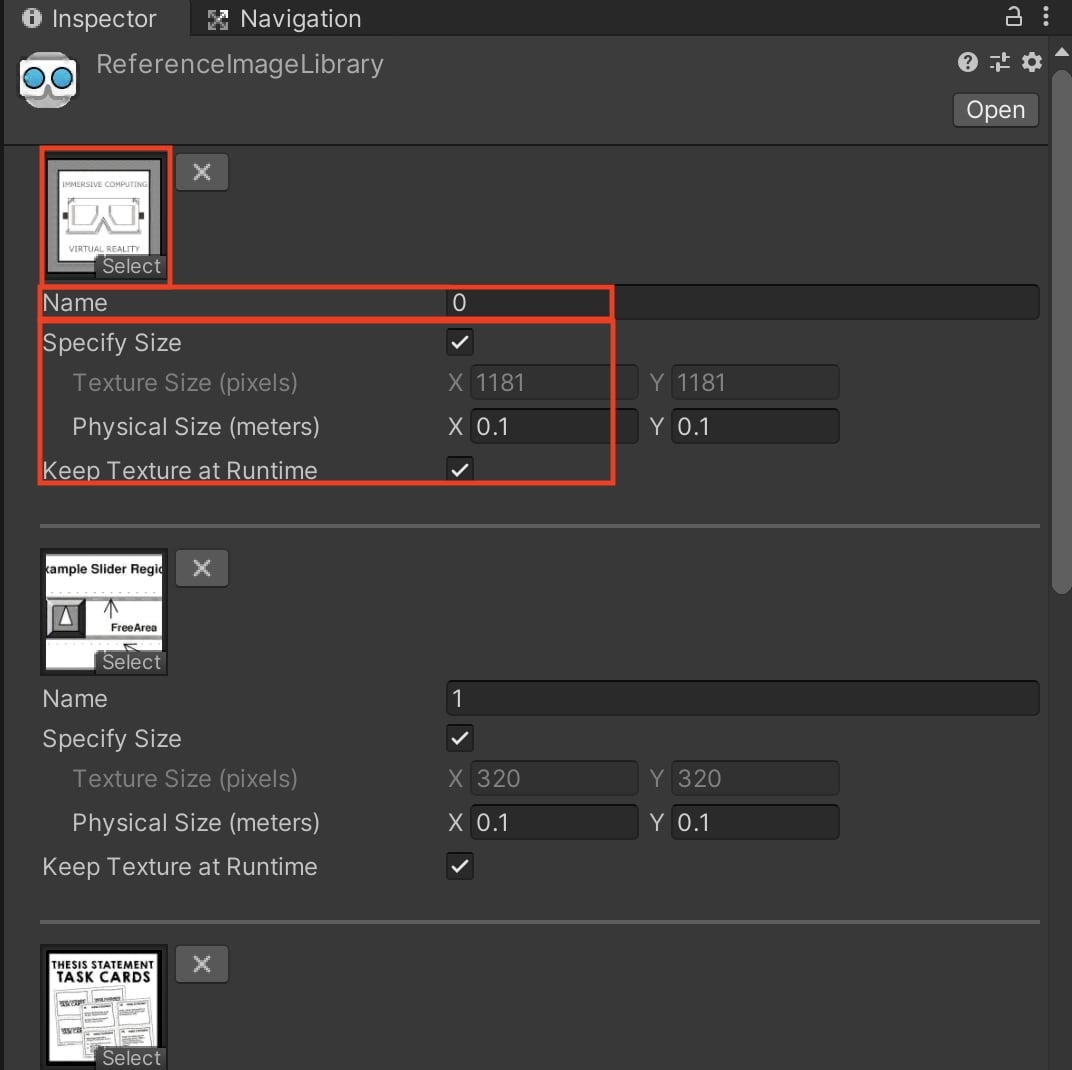 Inspector Navigation
ReferenceImageLibrary
Open
IMMERSIVE COMPUTING
VIRTUAL REALITY
Select
Name 0
Specify Size
Texture Size (pixels) X 1181 Y 1181
Physical Size (meters) X 0.1 Y 0.1
Keep Texture at Runtime
xample Slider Regio
FreeArea
Select
Name 1
Specify Size
Texture Size (pixels) X 320 Y 320
Physical Size (meters) X 0.1 Y 0.1
Keep Texture at Runtime
THESIS STATEMENT
TASK CARDS
Select